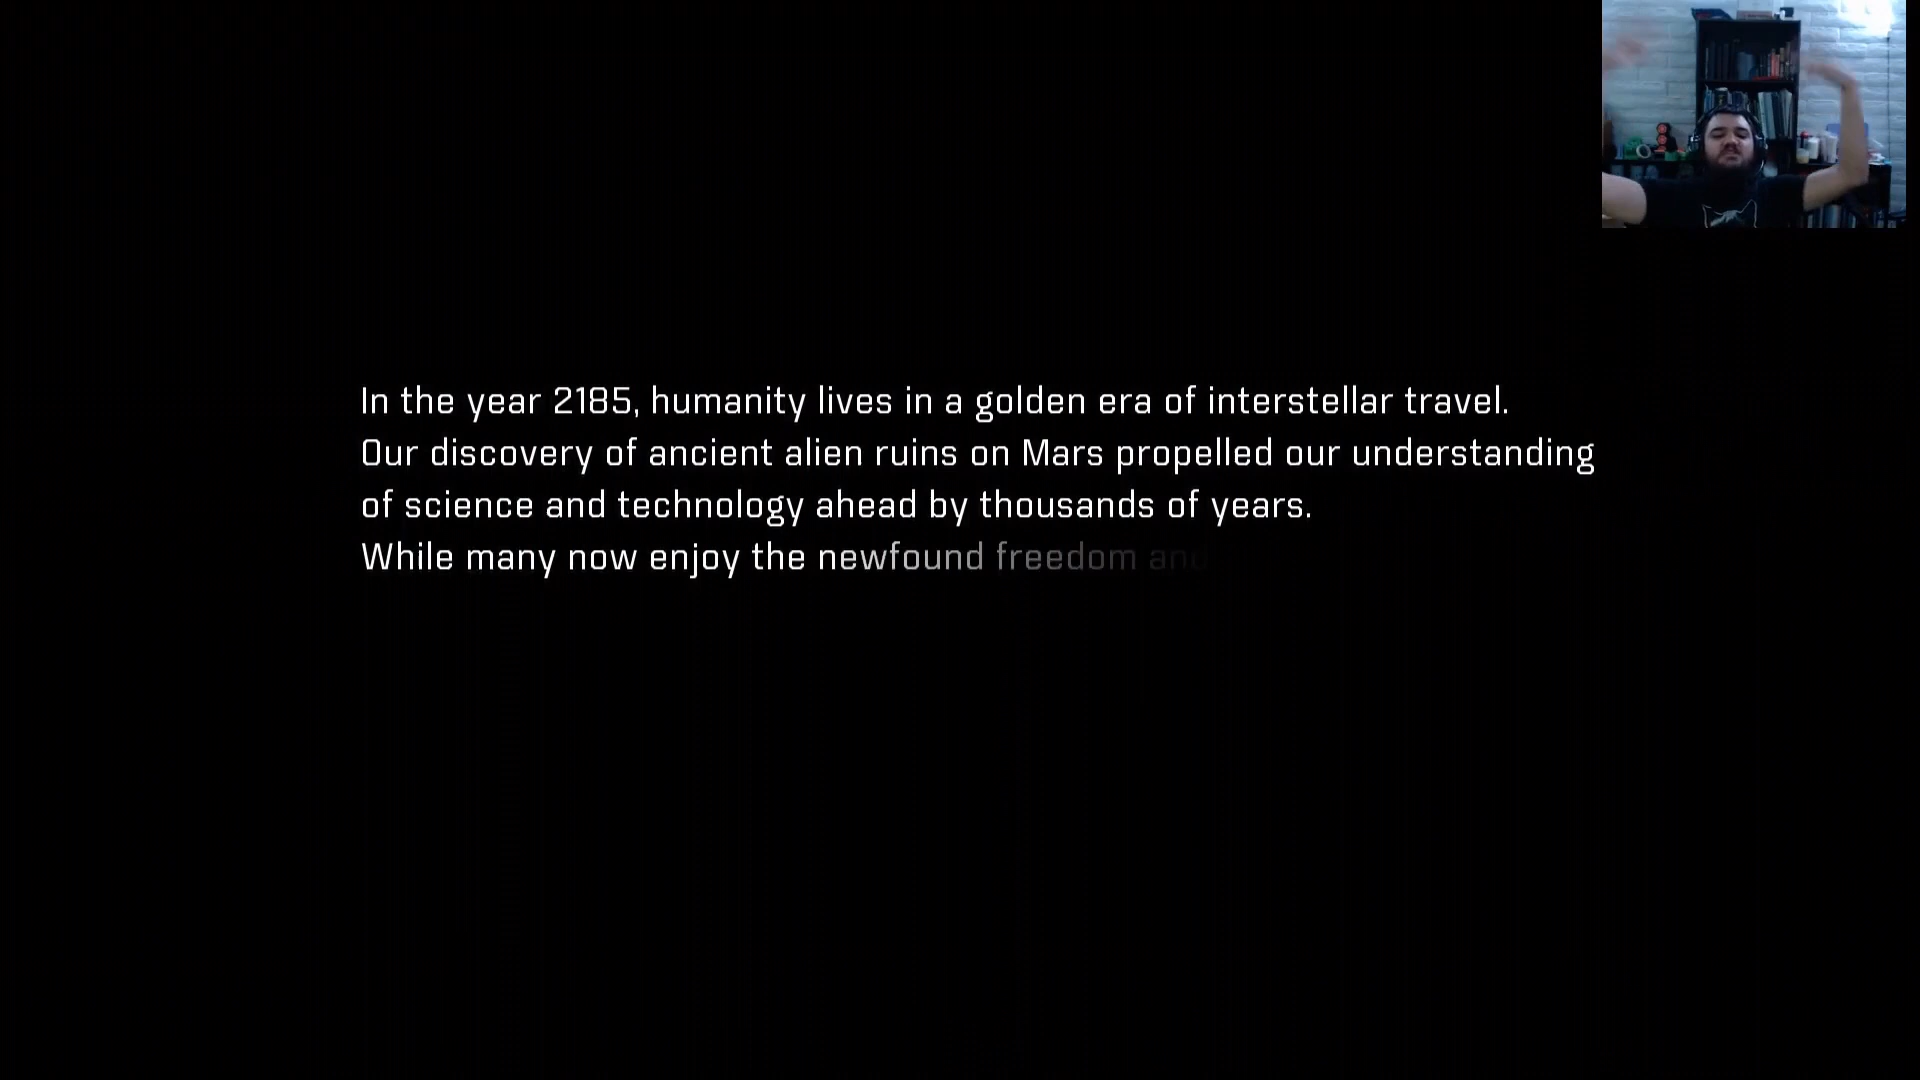 In the year 2185, humanity lives in a golden era of interstellar travel.
Our discovery of ancient alien ruins on Mars propelled our understanding
of science and technology ahead by thousands of years.
While many now enjoy the newfound freedom and